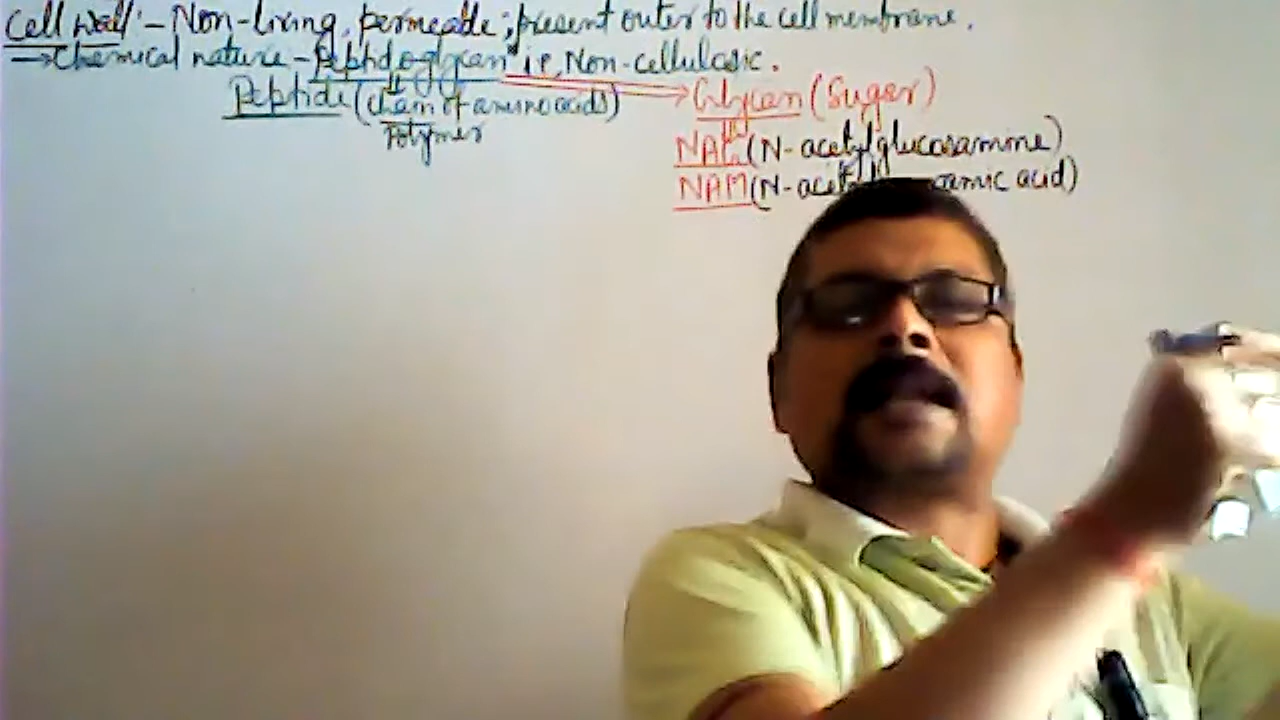 Cell wall - Non-living, permeable; present outer to the cell membrane.
→ Chemical nature - Peptidoglycan i.e, Non-cellulosic.
Peptide (chain of amino acids) → Glycan (Sugar)
Polymer
NAG (N-acetylglucosamine)
NAM (N-acid)